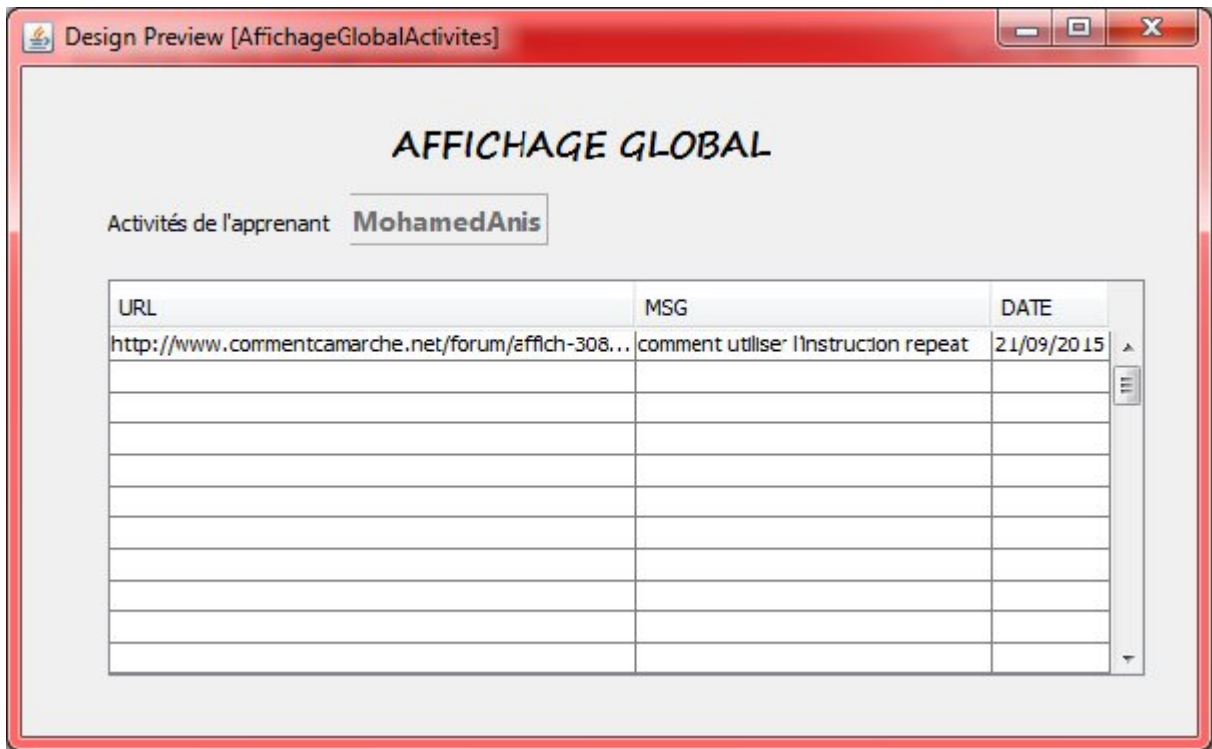 Design Preview [AffichageGlobalActivites]
AFFICHAGE GLOBAL
Activités de l'apprenant MohamedAnis
URL MSG DATE
http://www.commentcamarche.net/forum/affich-308... comment utiliser l'instruction repeat 21/09/2015